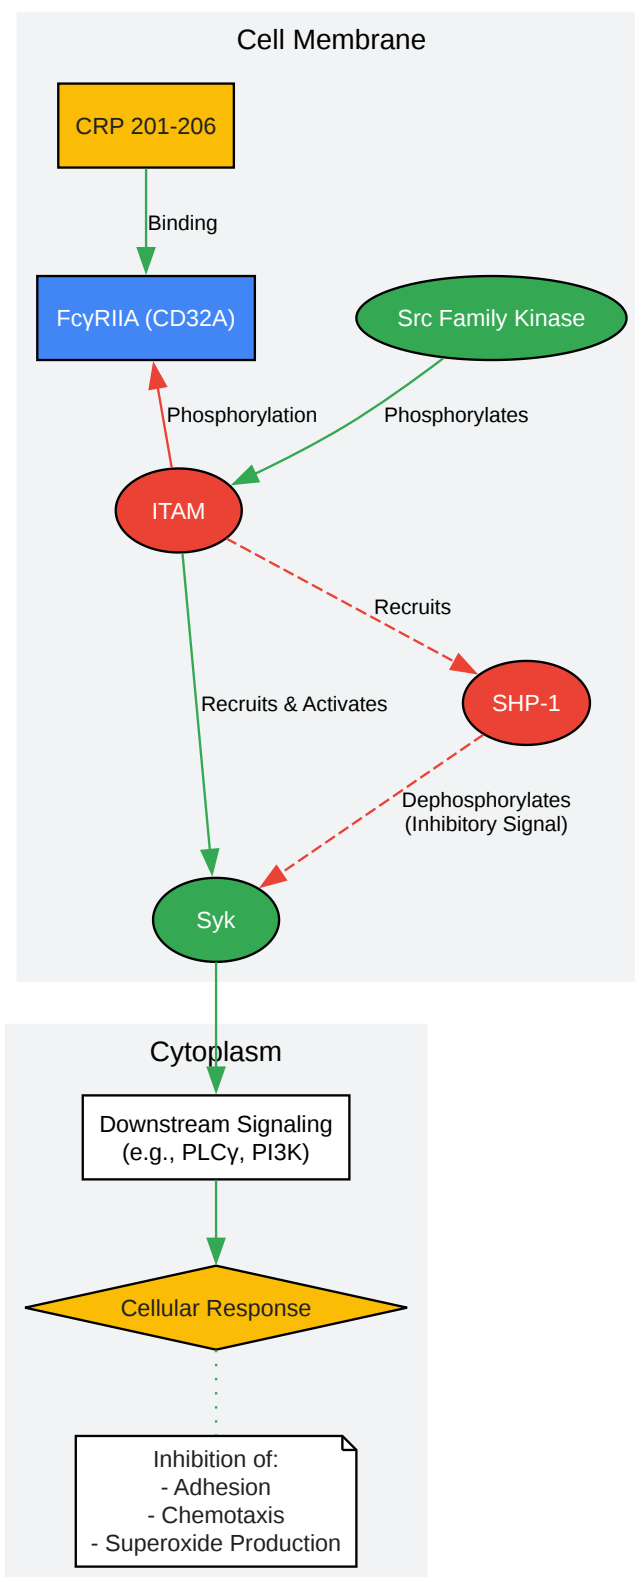 Cell Membrane
CRP 201-206
Binding
FcγRIIA (CD32A)
Src Family Kinase
Phosphorylation
Phosphorylates
ITAM
Recruits
Recruits & Activates
SHP-1
Dephosphorylates
(Inhibitory Signal)
Syk
Cytoplasm
Downstream Signaling
(e.g., PLCγ, PI3K)
Cellular Response
Inhibition of:
- Adhesion
- Chemotaxis
- Superoxide Production